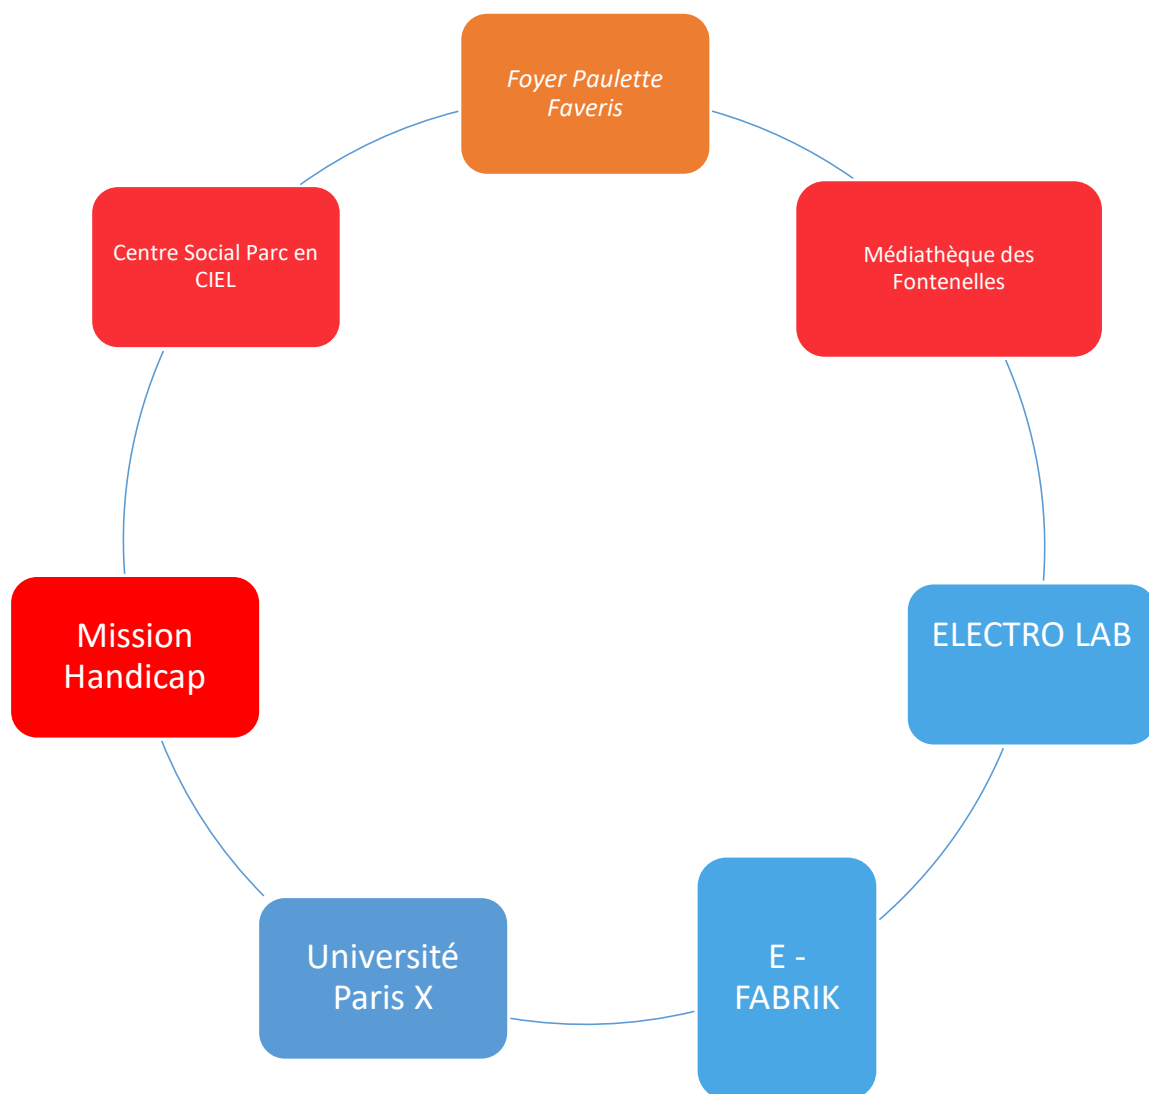 Foyer Paulette
Faveris
Centre Social Parc en
CIEL
Médiathèque des
Fontenelles
Mission
Handicap
ELECTRO LAB
Université
Paris X
E -
FABRIK